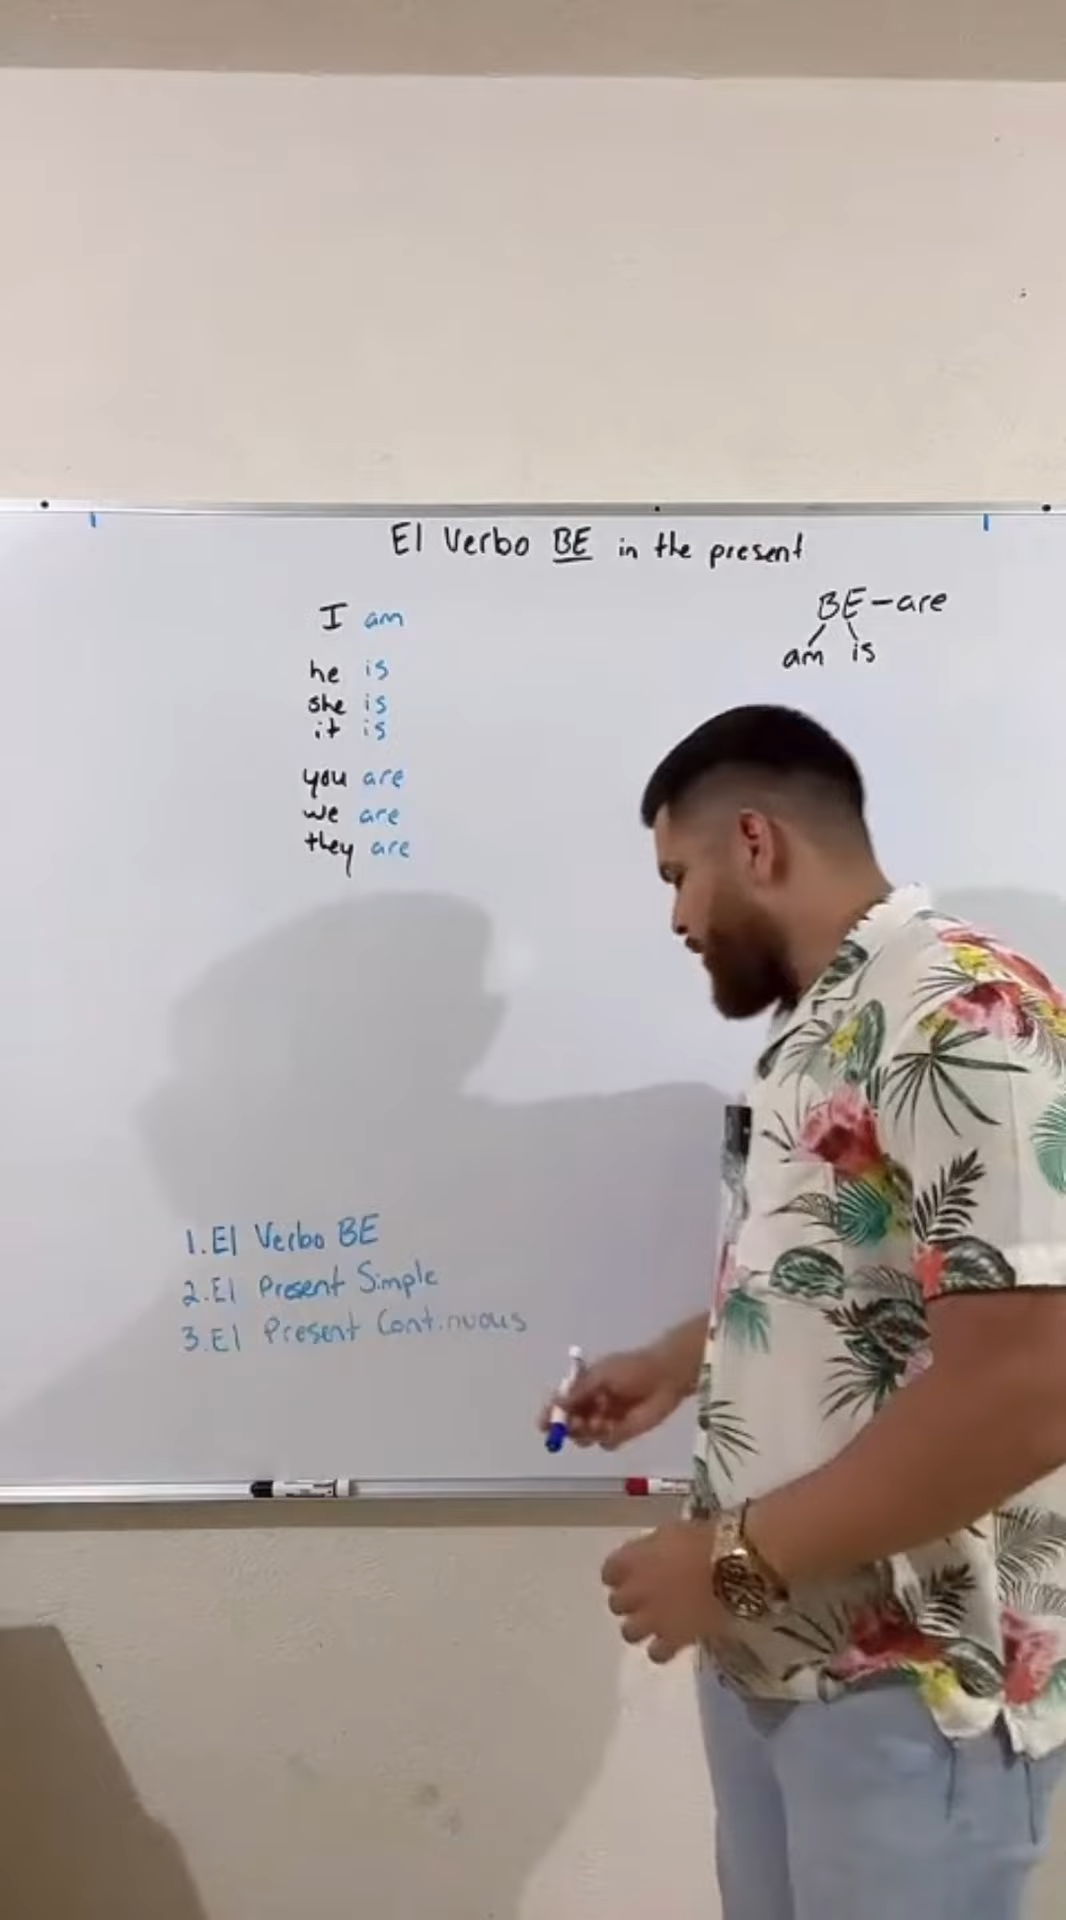 El Verbo BE in the present
I am
he is
she is
it is
you are
we are
they are
BE-are
am is
1.El Verbo BE
2.El Present Simple
3.El Present Continuous